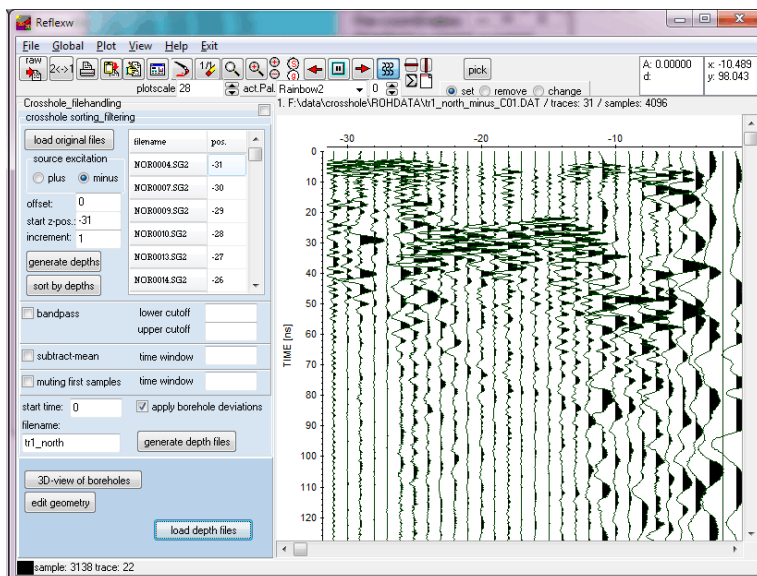 Reflexw
File Global Plot View Help Exit
raw 2<->1 1/f pick A: 0.00000 x: -10.489
d: y: 98.043
plotscale 28 act.Pal. Rainbow2 0 set remove change
Crosshole_filehandling
1. F:\data\crosshole\ROHDATA\tr1_north_minus_C01.DAT / traces: 31 / samples: 4096
crosshole sorting_filtering
load original files
filename pos.
source excitation
plus minus
NOR0004.SG2 -31
NOR0007.SG2 -30
offset: 0
NOR0009.SG2 -29
start z-pos.: -31
increment: 1
NOR0010.SG2 -28
generate depths
NOR0013.SG2 -27
sort by depths
NOR0014.SG2 -26
bandpass lower cutoff
upper cutoff
subtract-mean time window
muting first samples time window
start time: 0 apply borehole deviations
filename:
tr1_north generate depth files
3D-view of boreholes
edit geometry
load depth files
-30 -20 -10
0
10
20
30
40
50
60
70
80
90
100
110
120
TIME [ns]
sample: 3138 trace: 22